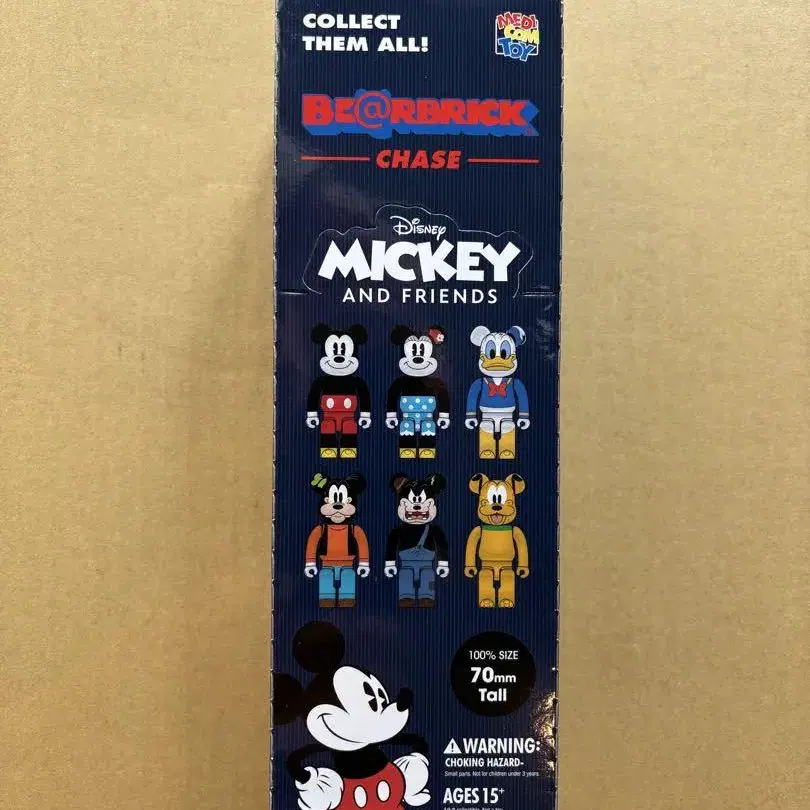 COLLECT
THEM ALL!
MEDI
COM
TOY
BE@RBRICK
CHASE
Disney
MICKEY
AND FRIENDS
100% SIZE
70mm
Tall
WARNING:
CHOKING HAZARD-
Small parts. Not for children under 3 years.
AGES 15+